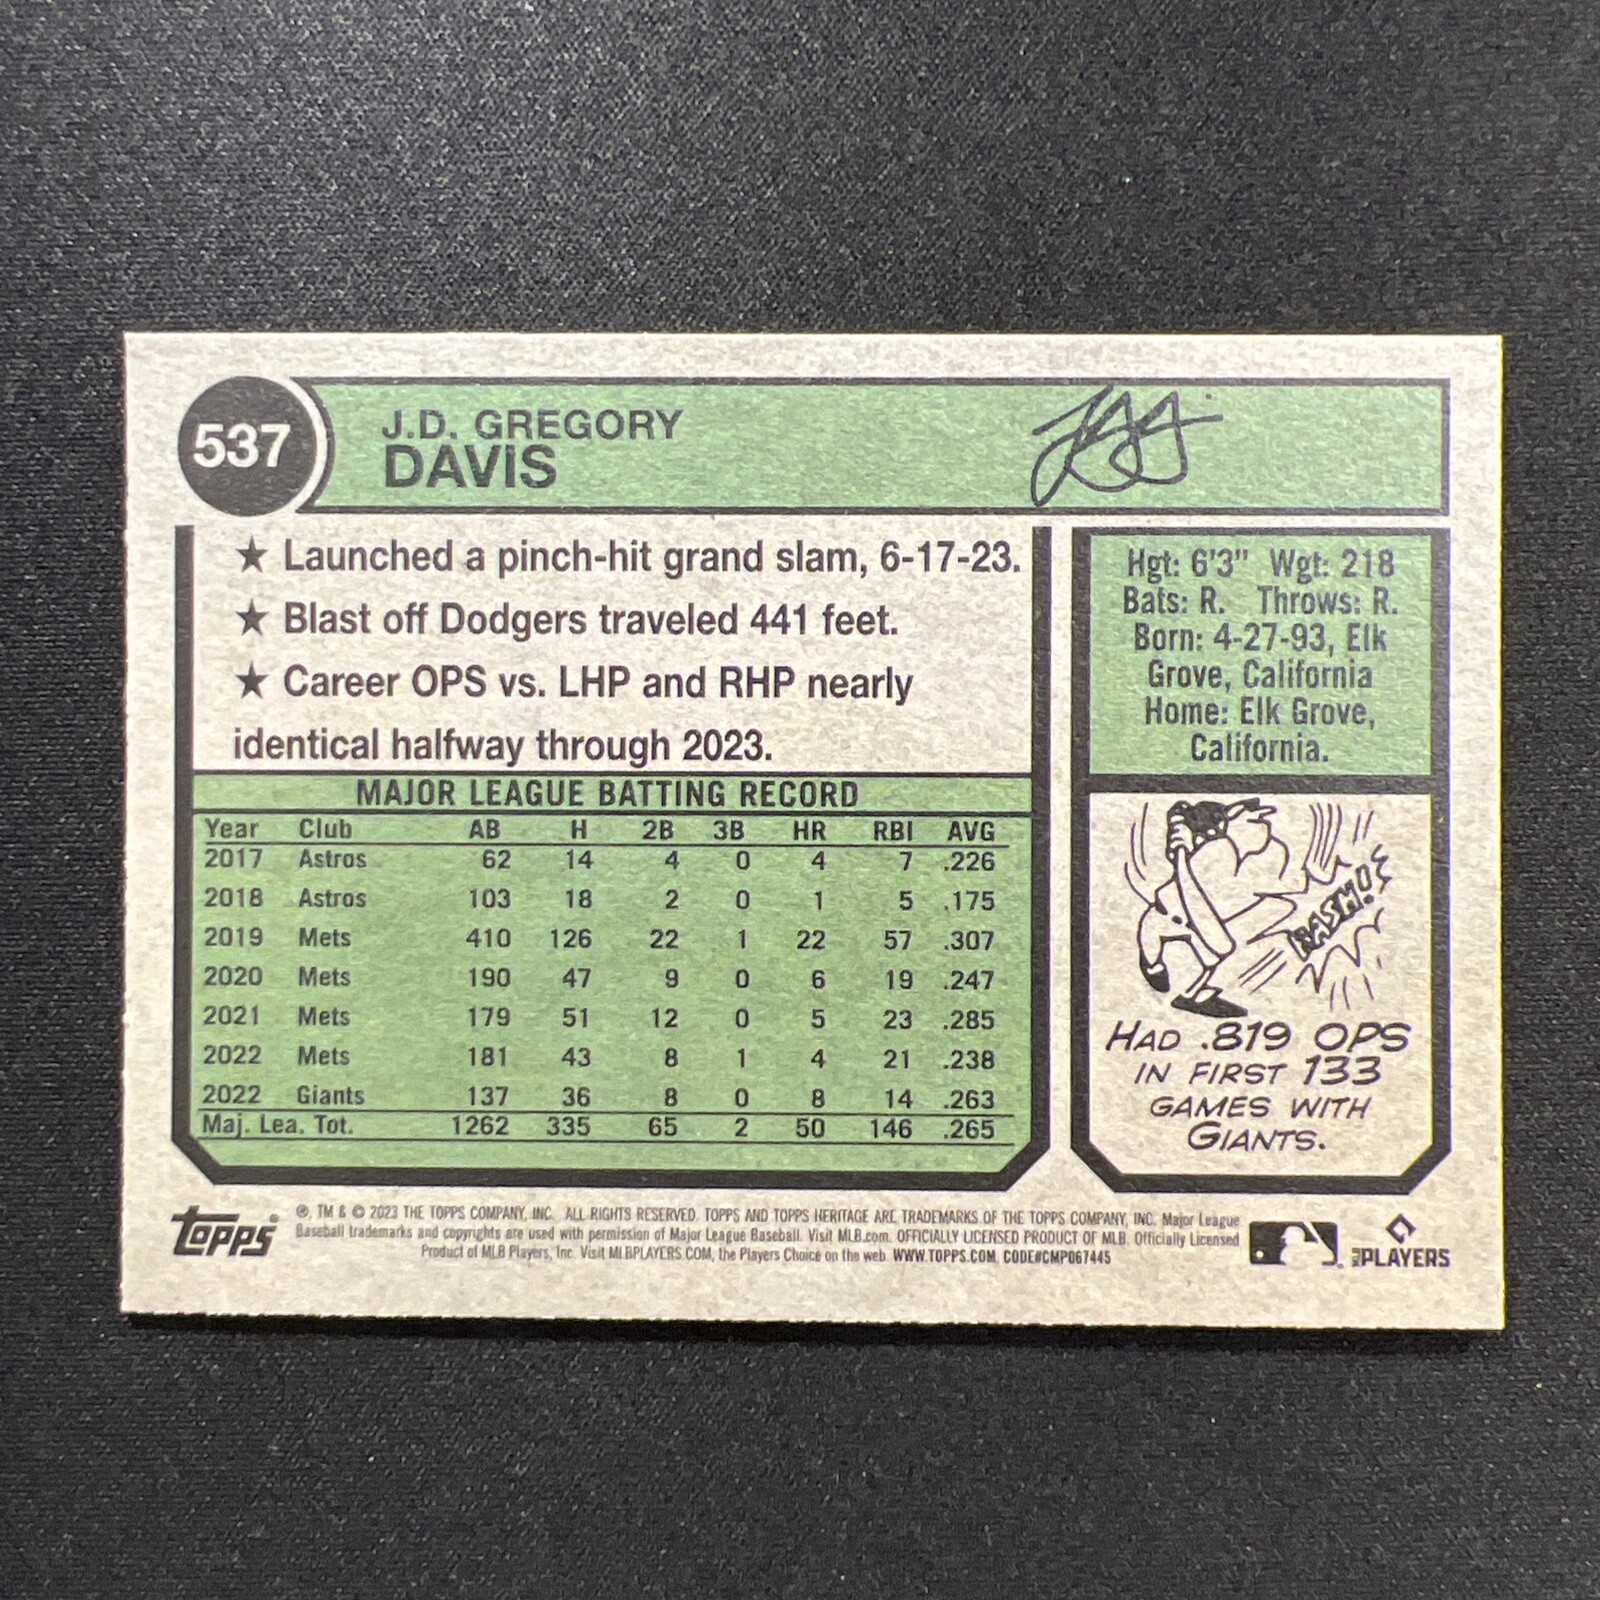 537
J.D. GREGORY
DAVIS
★ Launched a pinch-hit grand slam, 6-17-23.
★ Blast off Dodgers traveled 441 feet.
★ Career OPS vs. LHP and RHP nearly
identical halfway through 2023.
Hgt: 6'3" Wgt: 218
Bats: R. Throws: R.
Born: 4-27-93, Elk
Grove, California
Home: Elk Grove,
California.
MAJOR LEAGUE BATTING RECORD
Year Club AB H 2B 3B HR RBI AVG
2017 Astros 62 14 4 0 4 7 .226
2018 Astros 103 18 2 0 1 5 .175
2019 Mets 410 126 22 1 22 57 .307
2020 Mets 190 47 9 0 6 19 .247
2021 Mets 179 51 12 0 5 23 .285
2022 Mets 181 43 8 1 4 21 .238
2022 Giants 137 36 8 0 8 14 .263
Maj. Lea. Tot. 1262 335 65 2 50 146 .265
BASH!
HAD .819 OPS
IN FIRST 133
GAMES WITH
GIANTS.
topps
®, TM & © 2023 THE TOPPS COMPANY, INC. ALL RIGHTS RESERVED. TOPPS AND TOPPS HERITAGE ARE TRADEMARKS OF THE TOPPS COMPANY, INC. Major League
Baseball trademarks and copyrights are used with permission of Major League Baseball. Visit MLB.com. OFFICIALLY LICENSED PRODUCT OF MLB. Officially Licensed
Product of MLB Players, Inc. Visit MLBPLAYERS.COM, the Players Choice on the web. WWW.TOPPS.COM. CODE#CMP067445
MLB PLAYERS